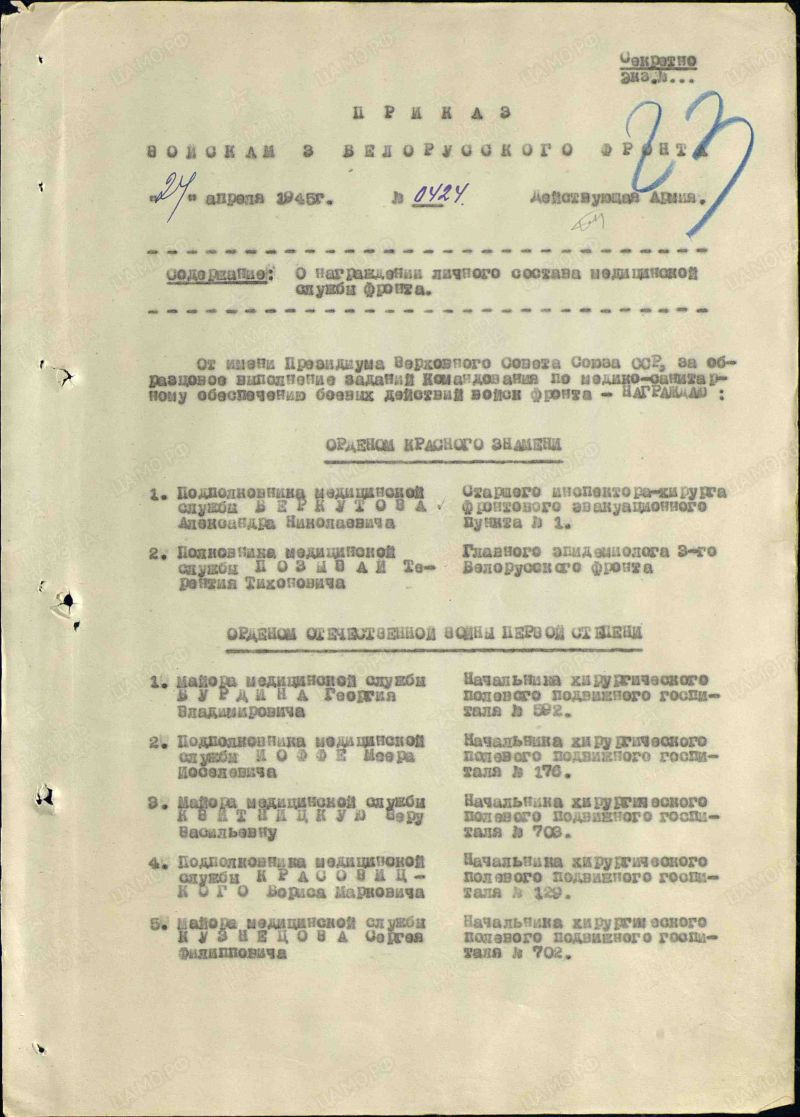 Секретно
Экз.№...
23
П Р И К А З
ВОЙСКАМ 3 БЕЛОРУССКОГО ФРОНТА
"27" апреля 1945г. № 0424. Действующая Армия.
Содержание: О награждении личного состава медицинской
службы фронта.
От имени Президиума Верховного Совета Союза ССР, за об-
разцовое выполнение заданий Командования по медико-санитар-
ному обеспечению боевых действий войск фронта - НАГРАЖДАЮ :
ОРДЕНОМ КРАСНОГО ЗНАМЕНИ
1. Подполковника медицинской Старшего инспектора-хирурга
службы Б Е Р К У Т О В А фронтового эвакуационного
Александра Николаевича Пункта № 1.
2. Полковника медицинской Главного эпидемиолога 3-го
службы П О З Ы В А Й Те- Белорусского фронта
рентия Тихоновича
ОРДЕНОМ ОТЕЧЕСТВЕННОЙ ВОЙНЫ ПЕРВОЙ СТЕПЕНИ
1. Майора медицинской службы Начальника хирургического
Б У Р Д И Н А Георгия полевого подвижного госпи-
Владимировича таля № 592.
2. Подполковника медицинской Начальника хирургического
службы И О Ф Ф Е Меера полевого подвижного госпи-
Иоселевича таля № 176.
3. Майора медицинской службы Начальника хирургического
К В И Т Н И Ц К У Ю Веру полевого подвижного госпи-
Васильевну таля № 703.
4. Подполковника медицинской Начальника хирургического
службы К Р А С О В И Ц - полевого подвижного госпи-
К О Г О Бориса Марковича таля № 129.
5. Майора медицинской службы Начальника хирургического
К У З Н Е Ц О В А Сергея полевого подвижного госпи-
Филипповича таля № 702.
ЦАМО.РФ